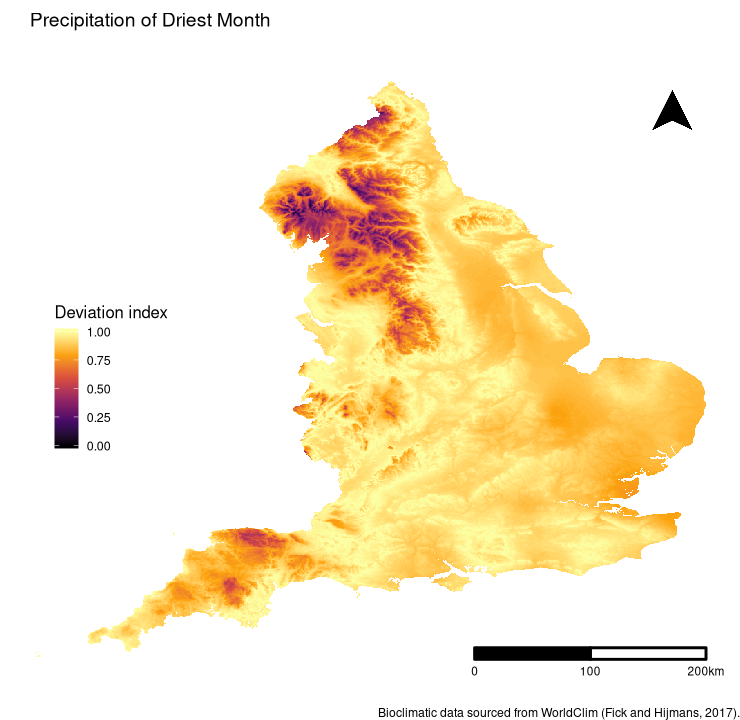 Precipitation of Driest Month
Deviation index
1.00
0.75
0.50
0.25
0.00
0 100 200km
Bioclimatic data sourced from WorldClim (Fick and Hijmans, 2017).